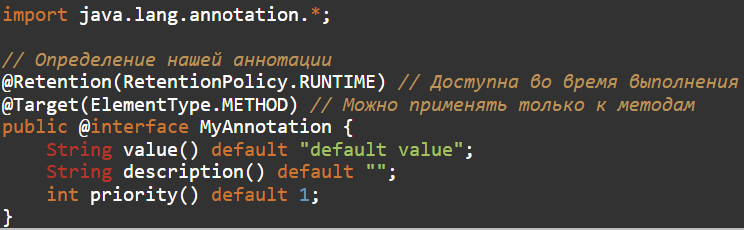 import java.lang.annotation.*;
// Определение нашей аннотации
@Retention(RetentionPolicy.RUNTIME) // Доступна во время выполнения
@Target(ElementType.METHOD) // Можно применять только к методам
public @interface MyAnnotation {
    String value() default "default value";
    String description() default "";
    int priority() default 1;
}